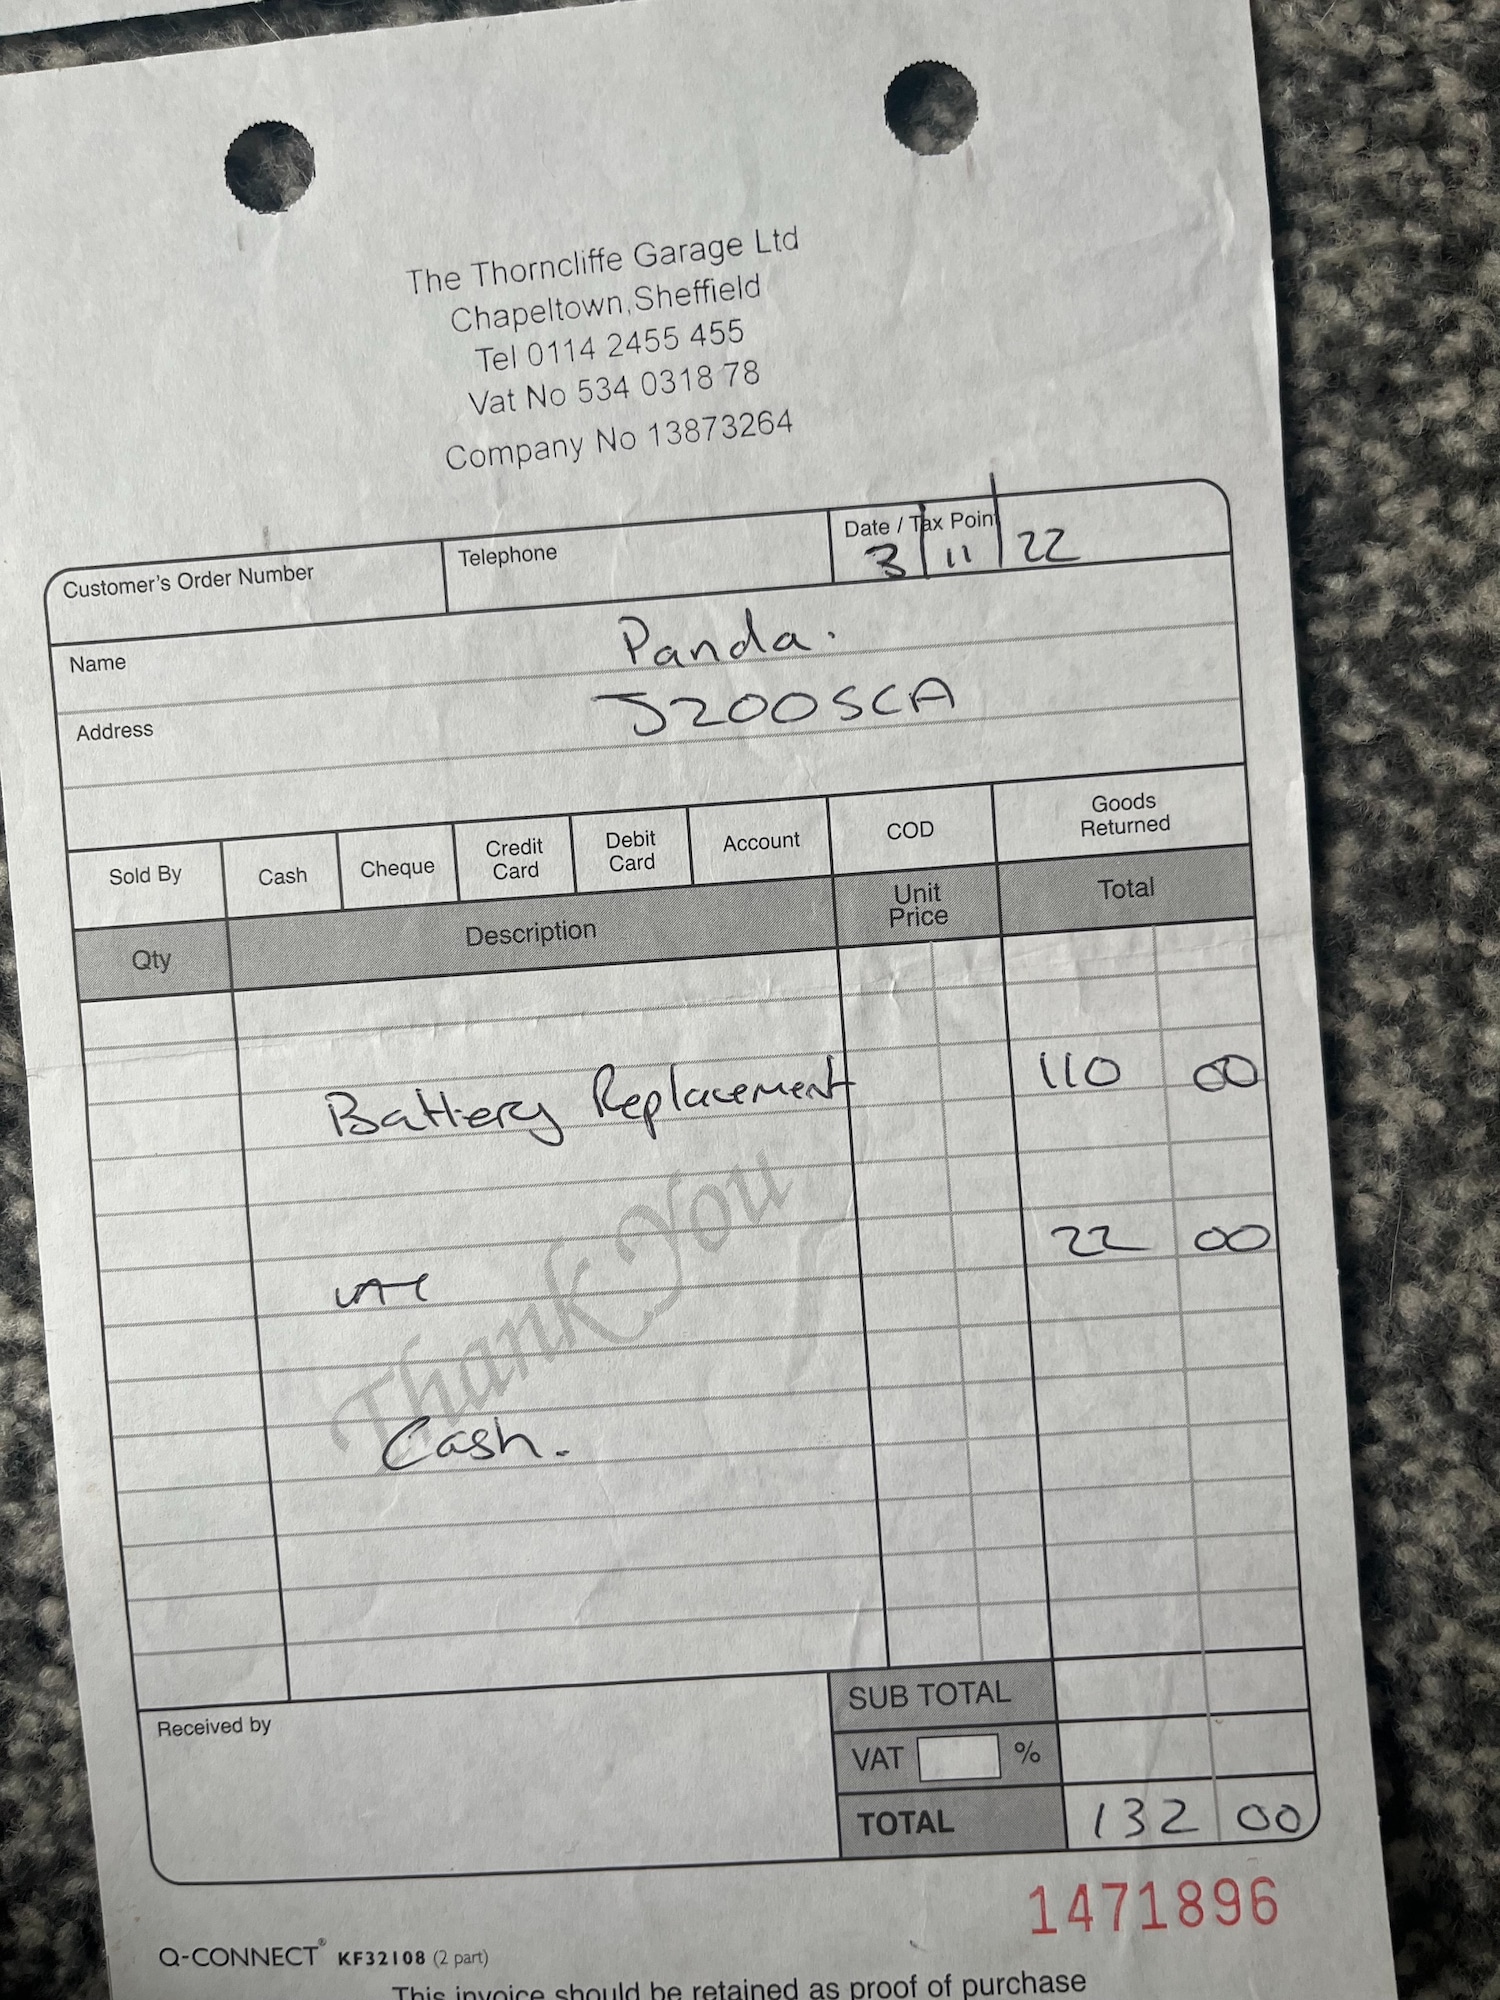 The Thorncliffe Garage Ltd
Chapeltown, Sheffield
Tel 0114 2455 455
Vat No 534 0318 78
Company No 13873264
Customer's Order Number
Telephone
Date / Tax Point
3/11/22
Name
Panda.
Address
J200SCA
Sold By
Cash
Cheque
Credit Card
Debit Card
Account
COD
Goods Returned
Qty
Description
Unit Price
Total
Battery Replacement 110 00
VAT 22 00
Thank You
Cash.
Received by
SUB TOTAL
VAT %
TOTAL 132 00
1471896
Q-CONNECT® KF32108 (2 part)
This invoice should be retained as proof of purchase